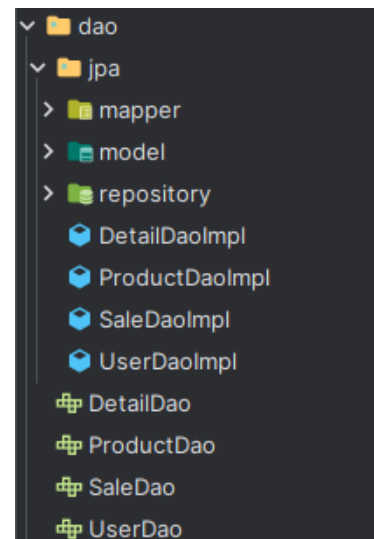 dao
jpa
mapper
model
repository
DetailDaoImpl
ProductDaoImpl
SaleDaoImpl
UserDaoImpl
DetailDao
ProductDao
SaleDao
UserDao